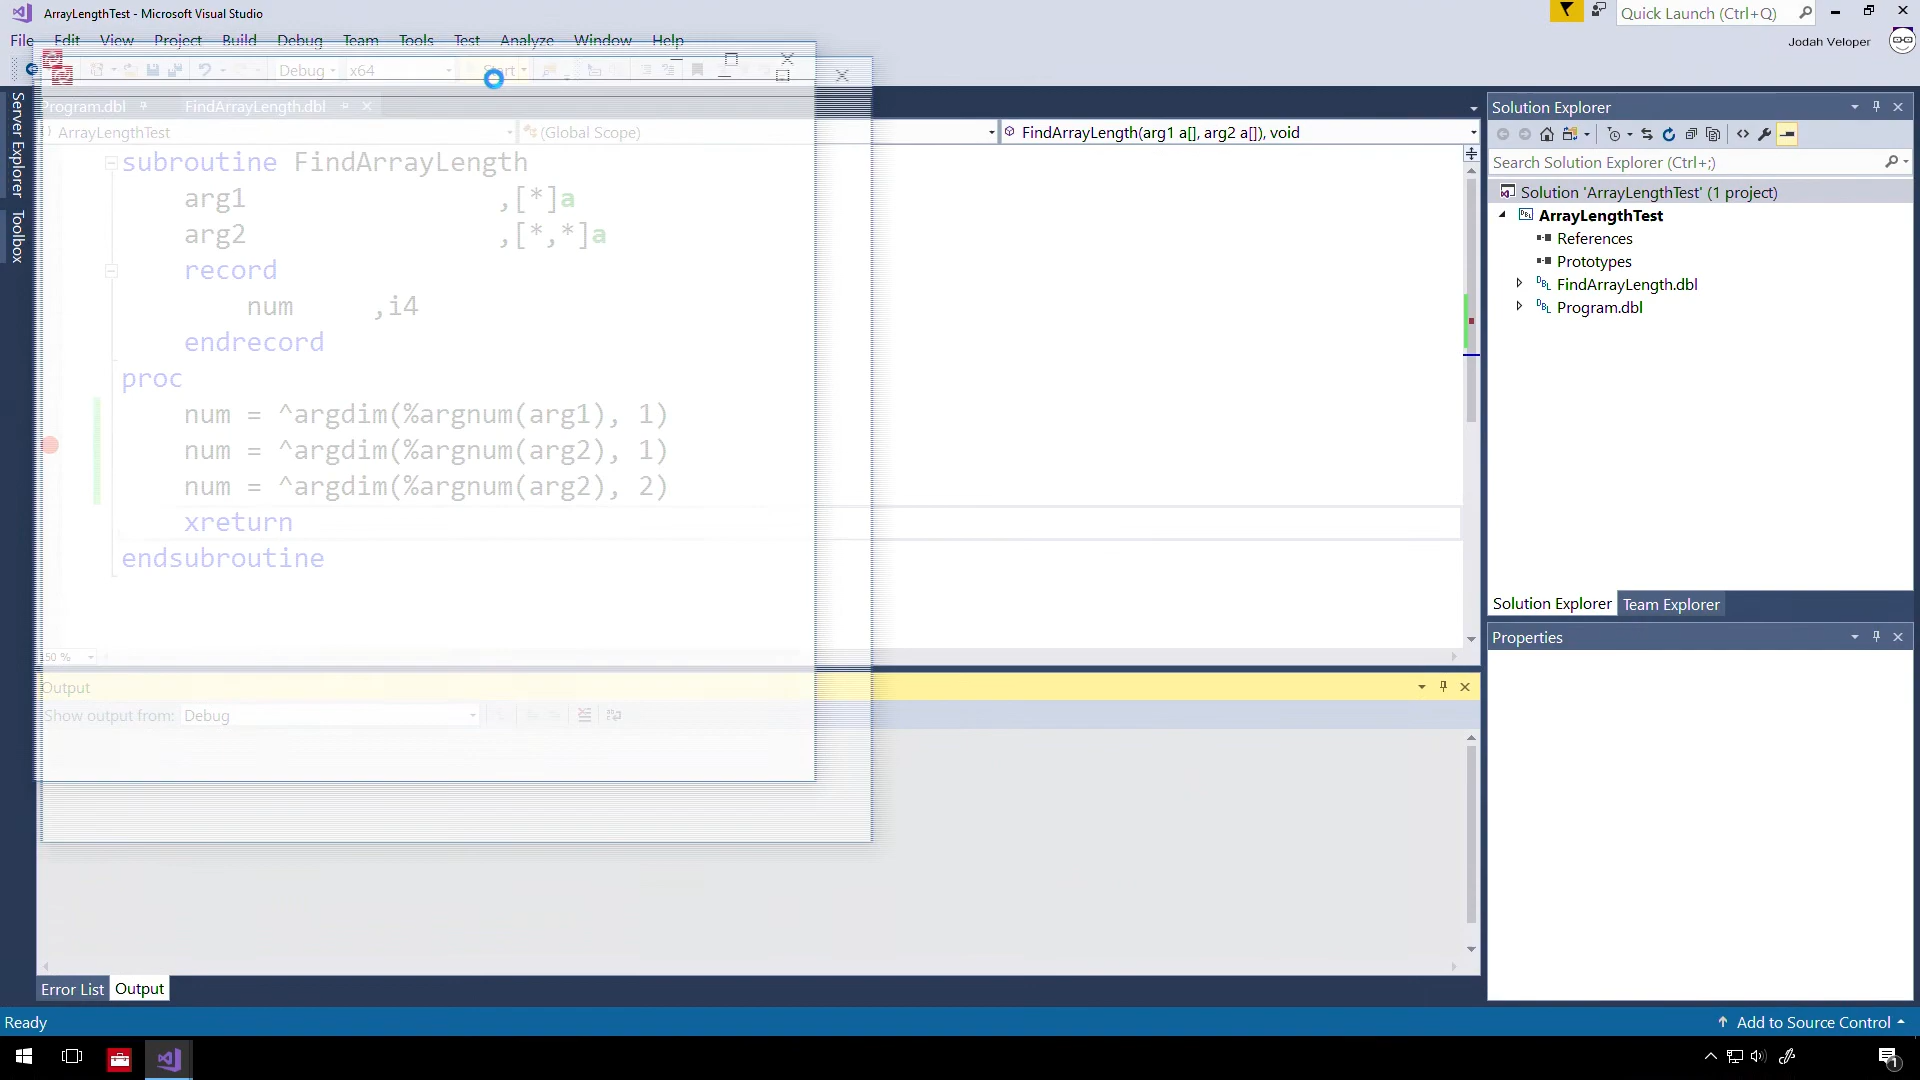 ArrayLengthTest - Microsoft Visual Studio
Quick Launch (Ctrl+Q)
File Edit View Project Build Debug Team Tools Test Analyze Window Help
Jodah Veloper
Debug x64 Start
Server Explorer
Toolbox
Program.dbl FindArrayLength.dbl
ArrayLengthTest (Global Scope) FindArrayLength(arg1 a[], arg2 a[]), void
subroutine FindArrayLength
arg1 ,[*]a
arg2 ,[*,*]a
record
num ,i4
endrecord
proc
num = ^argdim(%argnum(arg1), 1)
num = ^argdim(%argnum(arg2), 1)
num = ^argdim(%argnum(arg2), 2)
xreturn
endsubroutine
50 %
Output
Show output from: Debug
Error List Output
Solution Explorer
Search Solution Explorer (Ctrl+;)
Solution 'ArrayLengthTest' (1 project)
ArrayLengthTest
References
Prototypes
FindArrayLength.dbl
Program.dbl
Solution Explorer Team Explorer
Properties
Ready
Add to Source Control
1